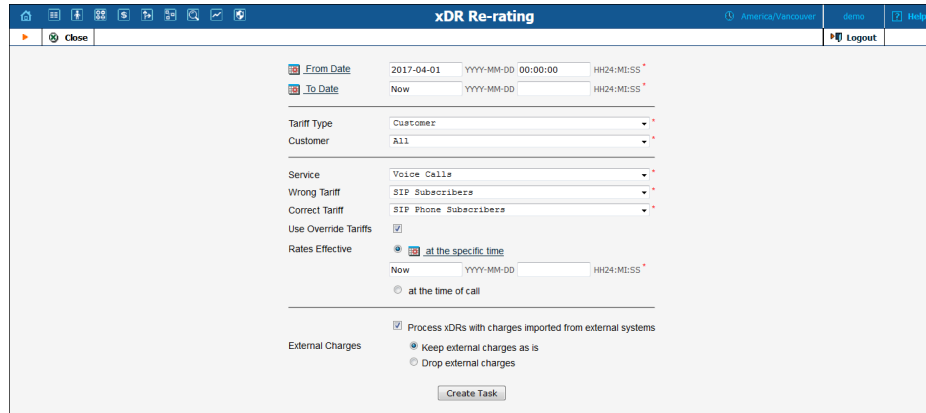 xDR Re-rating
America/Vancouver demo ? Help
Close Logout
From Date 2017-04-01 YYYY-MM-DD 00:00:00 HH24:MI:SS *
To Date Now YYYY-MM-DD HH24:MI:SS *
Tariff Type Customer *
Customer All *
Service Voice Calls *
Wrong Tariff SIP Subscribers *
Correct Tariff SIP Phone Subscribers *
Use Override Tariffs
Rates Effective at the specific time
Now YYYY-MM-DD HH24:MI:SS *
at the time of call
Process xDRs with charges imported from external systems
External Charges Keep external charges as is
Drop external charges
Create Task